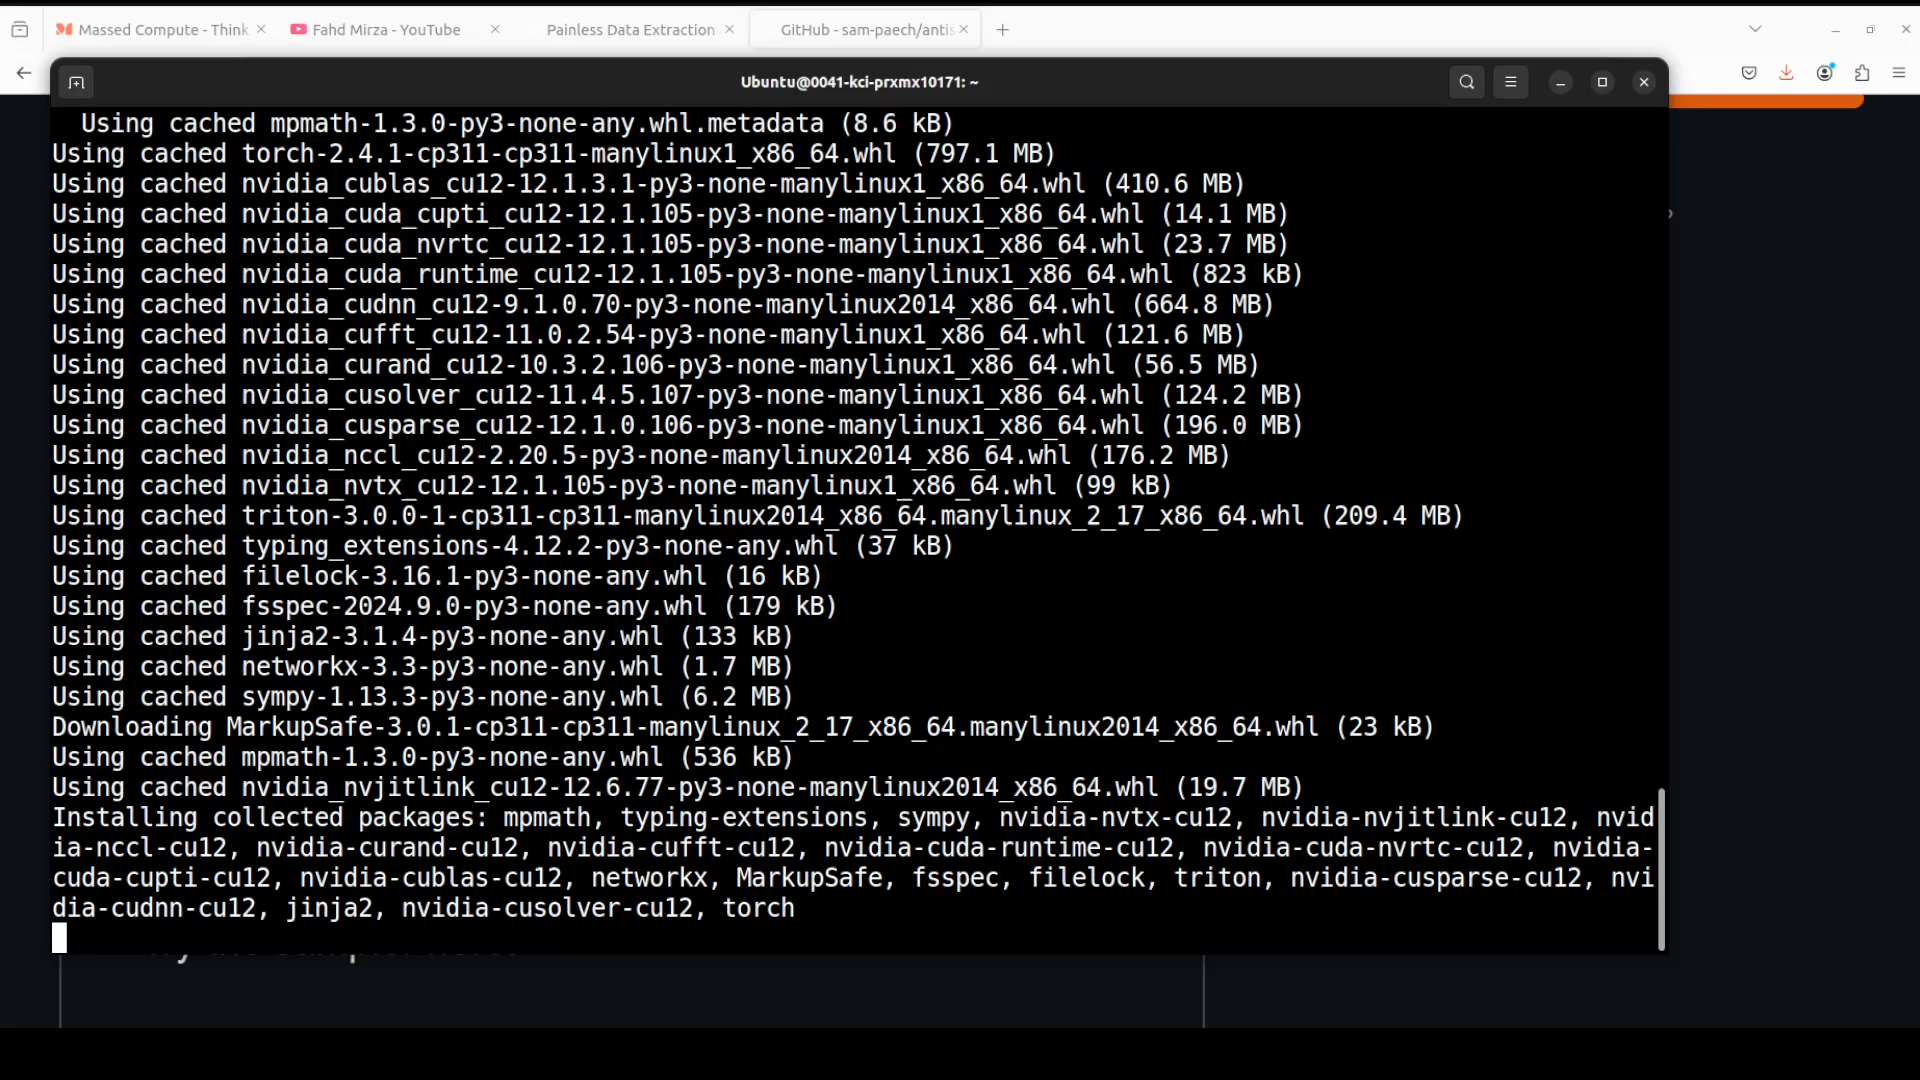 Massed Compute - Think
Fahd Mirza - YouTube
Painless Data Extraction
GitHub - sam-paech/antis
Ubuntu@0041-kci-prxmx10171: ~
Using cached mpmath-1.3.0-py3-none-any.whl.metadata (8.6 kB)
Using cached torch-2.4.1-cp311-cp311-manylinux1_x86_64.whl (797.1 MB)
Using cached nvidia_cublas_cu12-12.1.3.1-py3-none-manylinux1_x86_64.whl (410.6 MB)
Using cached nvidia_cuda_cupti_cu12-12.1.105-py3-none-manylinux1_x86_64.whl (14.1 MB)
Using cached nvidia_cuda_nvrtc_cu12-12.1.105-py3-none-manylinux1_x86_64.whl (23.7 MB)
Using cached nvidia_cuda_runtime_cu12-12.1.105-py3-none-manylinux1_x86_64.whl (823 kB)
Using cached nvidia_cudnn_cu12-9.1.0.70-py3-none-manylinux2014_x86_64.whl (664.8 MB)
Using cached nvidia_cufft_cu12-11.0.2.54-py3-none-manylinux1_x86_64.whl (121.6 MB)
Using cached nvidia_curand_cu12-10.3.2.106-py3-none-manylinux1_x86_64.whl (56.5 MB)
Using cached nvidia_cusolver_cu12-11.4.5.107-py3-none-manylinux1_x86_64.whl (124.2 MB)
Using cached nvidia_cusparse_cu12-12.1.0.106-py3-none-manylinux1_x86_64.whl (196.0 MB)
Using cached nvidia_nccl_cu12-2.20.5-py3-none-manylinux2014_x86_64.whl (176.2 MB)
Using cached nvidia_nvtx_cu12-12.1.105-py3-none-manylinux1_x86_64.whl (99 kB)
Using cached triton-3.0.0-1-cp311-cp311-manylinux2014_x86_64.manylinux_2_17_x86_64.whl (209.4 MB)
Using cached typing_extensions-4.12.2-py3-none-any.whl (37 kB)
Using cached filelock-3.16.1-py3-none-any.whl (16 kB)
Using cached fsspec-2024.9.0-py3-none-any.whl (179 kB)
Using cached jinja2-3.1.4-py3-none-any.whl (133 kB)
Using cached networkx-3.3-py3-none-any.whl (1.7 MB)
Using cached sympy-1.13.3-py3-none-any.whl (6.2 MB)
Downloading MarkupSafe-3.0.1-cp311-cp311-manylinux_2_17_x86_64.manylinux2014_x86_64.whl (23 kB)
Using cached mpmath-1.3.0-py3-none-any.whl (536 kB)
Using cached nvidia_nvjitlink_cu12-12.6.77-py3-none-manylinux2014_x86_64.whl (19.7 MB)
Installing collected packages: mpmath, typing-extensions, sympy, nvidia-nvtx-cu12, nvidia-nvjitlink-cu12, nvid
ia-nccl-cu12, nvidia-curand-cu12, nvidia-cufft-cu12, nvidia-cuda-runtime-cu12, nvidia-cuda-nvrtc-cu12, nvidia-
cuda-cupti-cu12, nvidia-cublas-cu12, networkx, MarkupSafe, fsspec, filelock, triton, nvidia-cusparse-cu12, nvi
dia-cudnn-cu12, jinja2, nvidia-cusolver-cu12, torch